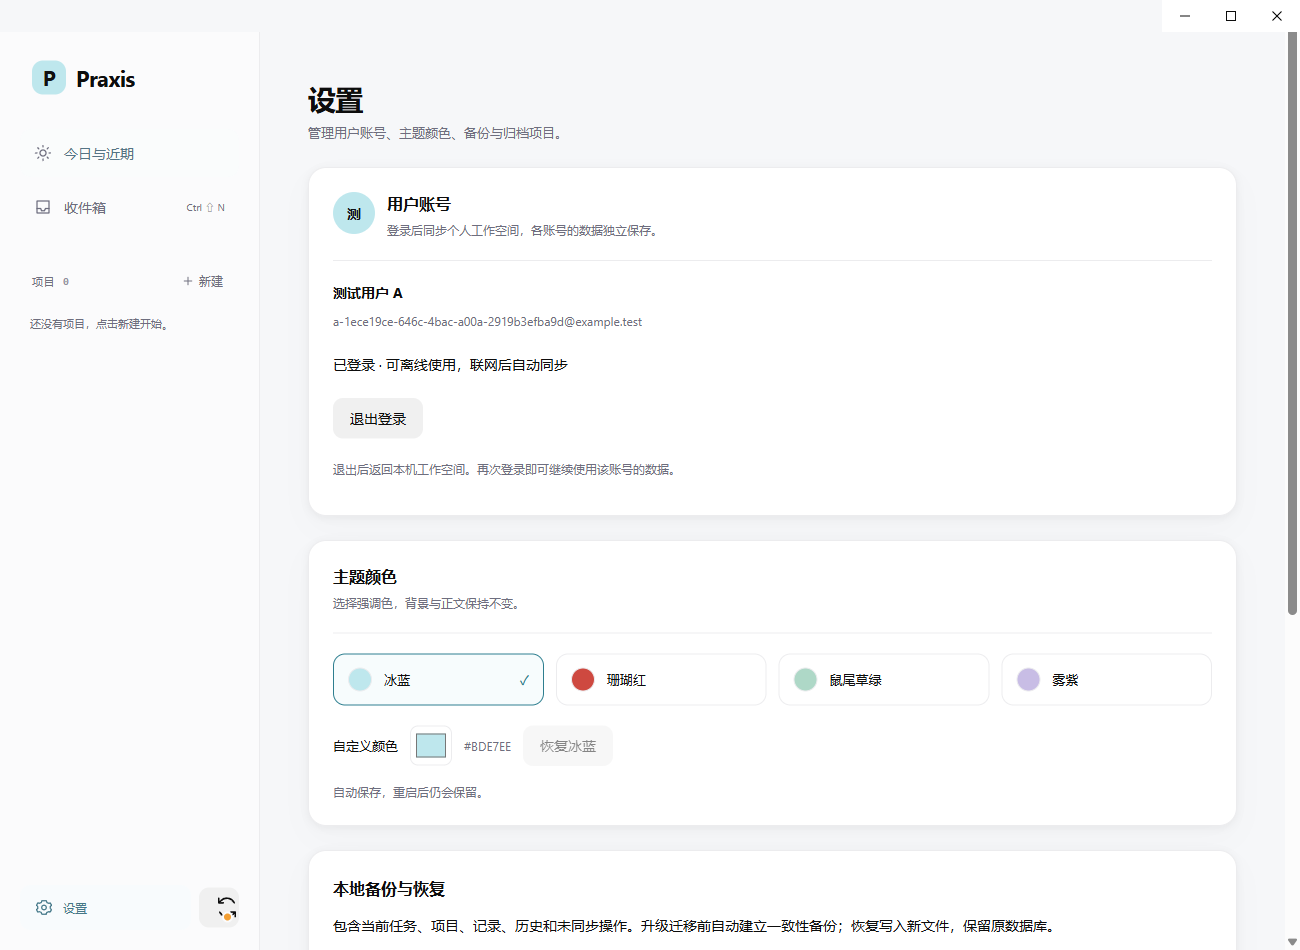 P Praxis
今日与近期
收件箱 Ctrl ⇧ N
项目 0 + 新建
还没有项目，点击新建开始。
设置
设置
管理用户账号、主题颜色、备份与归档项目。
测
用户账号
登录后同步个人工作空间，各账号的数据独立保存。
测试用户 A
a-1ece19ce-646c-4bac-a00a-2919b3efba9d@example.test
已登录 · 可离线使用，联网后自动同步
退出登录
退出后返回本机工作空间。再次登录即可继续使用该账号的数据。
主题颜色
选择强调色，背景与正文保持不变。
冰蓝 ✓ 珊瑚红 鼠尾草绿 雾紫
自定义颜色 #BDE7EE 恢复冰蓝
自动保存，重启后仍会保留。
本地备份与恢复
包含当前任务、项目、记录、历史和未同步操作。升级迁移前自动建立一致性备份；恢复写入新文件，保留原数据库。